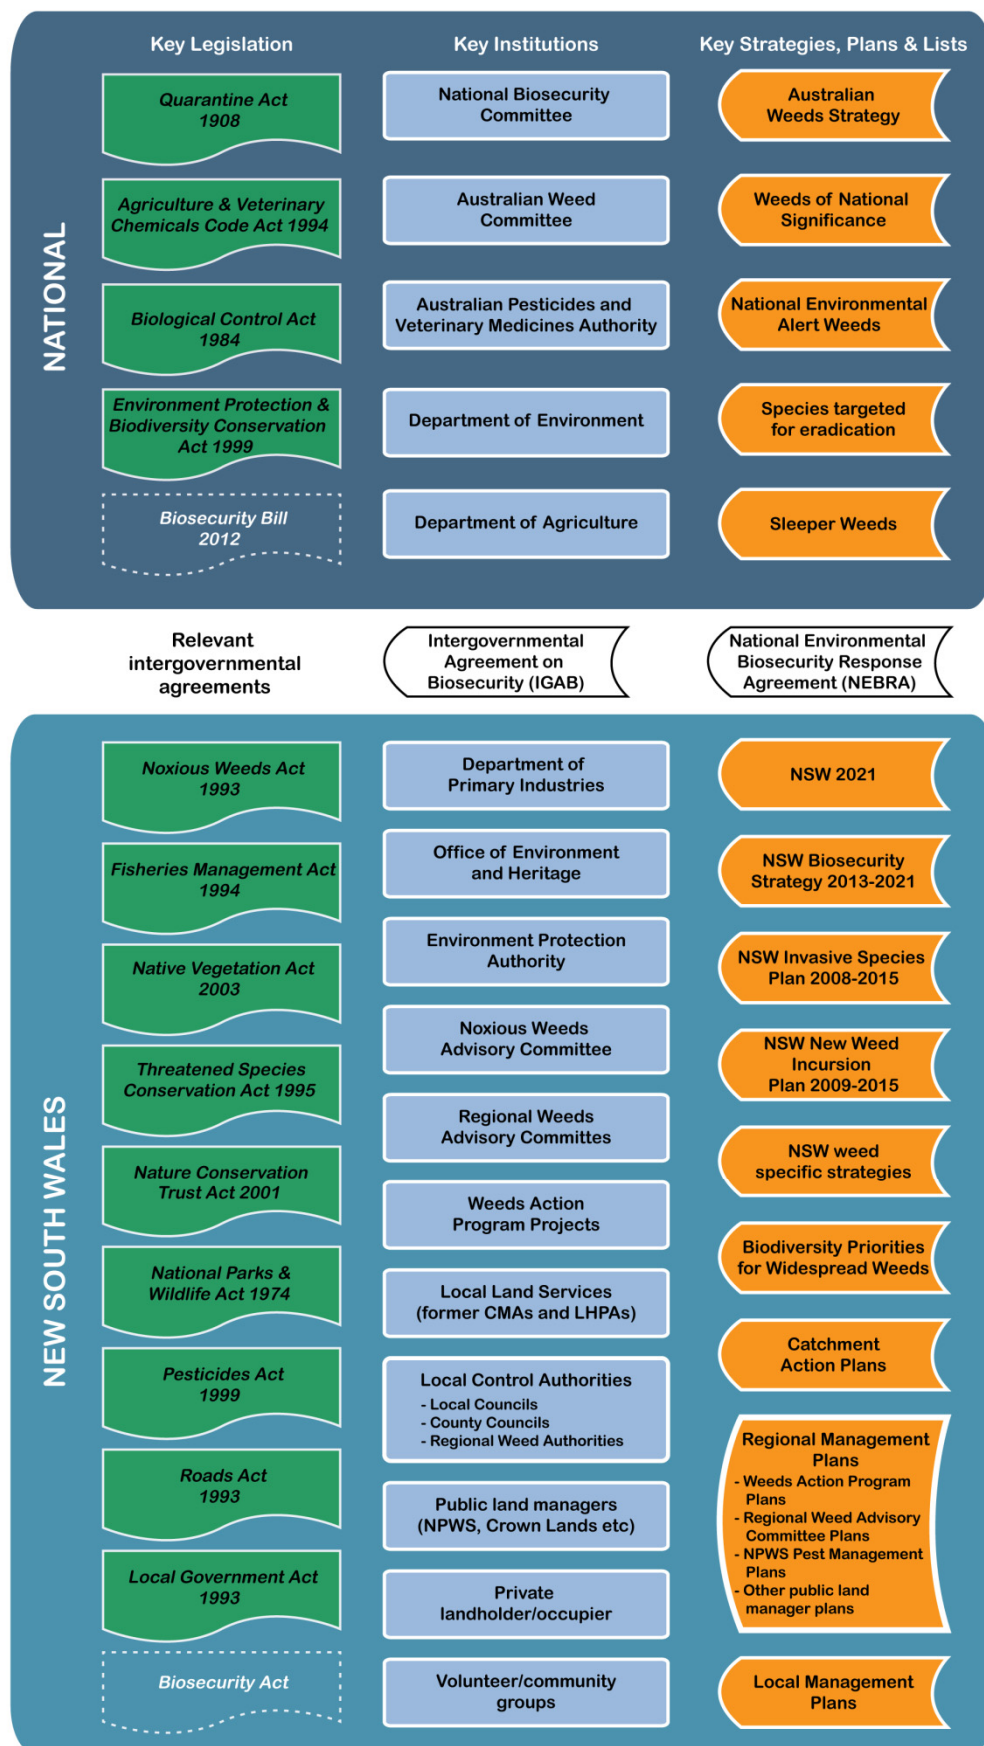 Key Legislation
Key Institutions
Key Strategies, Plans & Lists
NATIONAL
Quarantine Act
1908
National Biosecurity
Committee
Australian
Weeds Strategy
Agriculture & Veterinary
Chemicals Code Act 1994
Australian Weed
Committee
Weeds of National
Significance
Biological Control Act
1984
Australian Pesticides and
Veterinary Medicines Authority
National Environmental
Alert Weeds
Environment Protection &
Biodiversity Conservation
Act 1999
Department of Environment
Species targeted
for eradication
Biosecurity Bill
2012
Department of Agriculture
Sleeper Weeds
Relevant
intergovernmental
agreements
Intergovernmental
Agreement on
Biosecurity (IGAB)
National Environmental
Biosecurity Response
Agreement (NEBRA)
NEW SOUTH WALES
Noxious Weeds Act
1993
Fisheries Management Act
1994
Native Vegetation Act
2003
Threatened Species
Conservation Act 1995
Nature Conservation
Trust Act 2001
National Parks &
Wildlife Act 1974
Pesticides Act
1999
Roads Act
1993
Local Government Act
1993
Biosecurity Act
Department of
Primary Industries
Office of Environment
and Heritage
Environment Protection
Authority
Noxious Weeds
Advisory Committee
Regional Weeds
Advisory Committes
Weeds Action
Program Projects
Local Land Services
(former CMAs and LHPAs)
Local Control Authorities
- Local Councils
- County Councils
- Regional Weed Authorities
Public land managers
(NPWS, Crown Lands etc)
Private
landholder/occupier
Volunteer/community
groups
NSW 2021
NSW Biosecurity
Strategy 2013-2021
NSW Invasive Species
Plan 2008-2015
NSW New Weed
Incursion
Plan 2009-2015
NSW weed
specific strategies
Biodiversity Priorities
for Widespread Weeds
Catchment
Action Plans
Regional Management
Plans
- Weeds Action Program
Plans
- Regional Weed Advisory
Committee Plans
- NPWS Pest Management
Plans
- Other public land
manager plans
Local Management
Plans